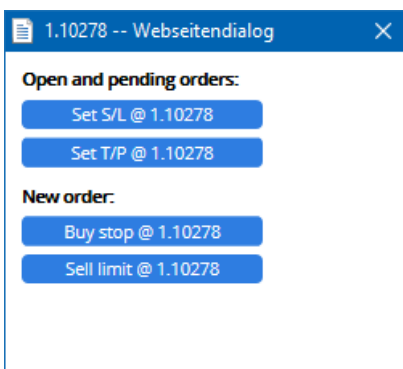 1.10278 -- Webseitendialog
Open and pending orders:
Set S/L @ 1.10278
Set T/P @ 1.10278
New order:
Buy stop @ 1.10278
Sell limit @ 1.10278